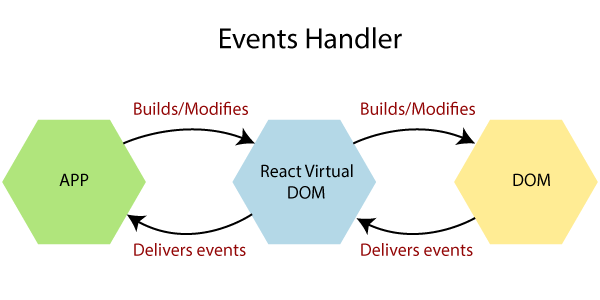 Events Handler
Builds/Modifies
Builds/Modifies
APP
React Virtual
DOM
DOM
Delivers events
Delivers events